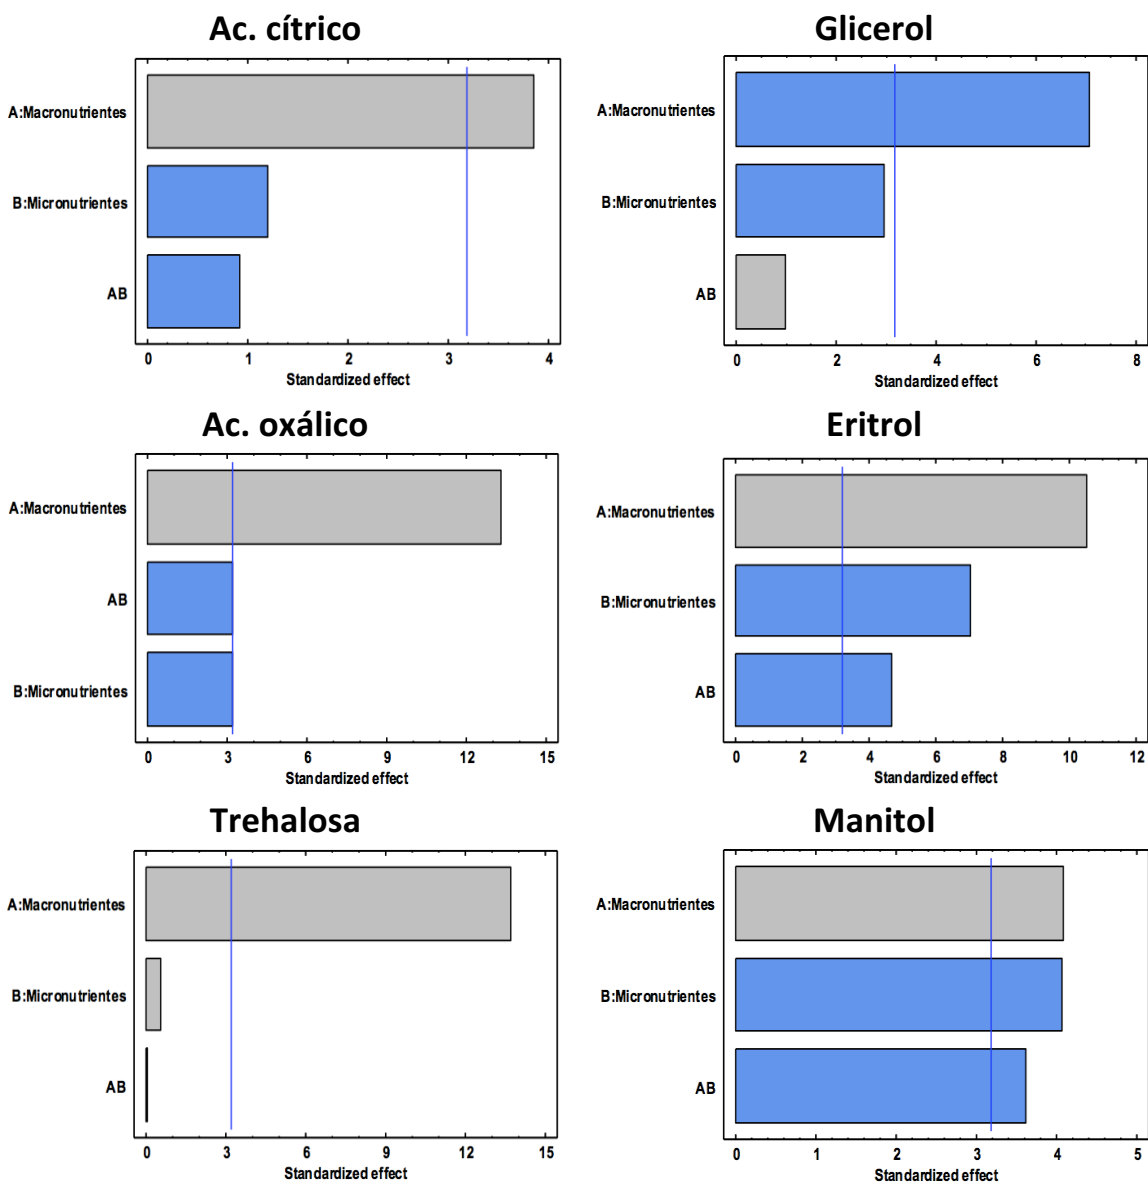 Ac. cítrico
A:Macronutrientes
B:Micronutrientes
AB
0 1 2 3 4
Standardized effect
Glicerol
A:Macronutrientes
B:Micronutrientes
AB
0 2 4 6 8
Standardized effect
Ac. oxálico
A:Macronutrientes
AB
B:Micronutrientes
0 3 6 9 12 15
Standardized effect
Eritrol
A:Macronutrientes
B:Micronutrientes
AB
0 2 4 6 8 10 12
Standardized effect
Trehalosa
A:Macronutrientes
B:Micronutrientes
AB
0 3 6 9 12 15
Standardized effect
Manitol
A:Macronutrientes
B:Micronutrientes
AB
0 1 2 3 4 5
Standardized effect